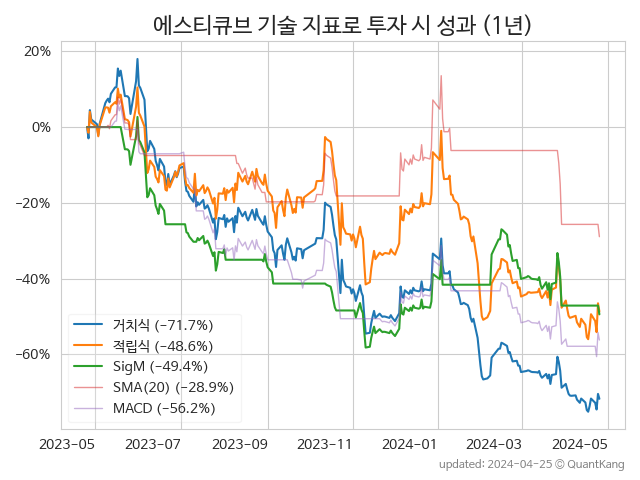 에스티큐브 기술 지표로 투자 시 성과 (1년)
20%
0%
−20%
−40%
−60%
거치식 (−71.7%)
적립식 (−48.6%)
SigM (−49.4%)
SMA(20) (−28.9%)
MACD (−56.2%)
2023−05 2023−07 2023−09 2023−11 2024−01 2024−03 2024−05
updated: 2024−04−25 © QuantKang